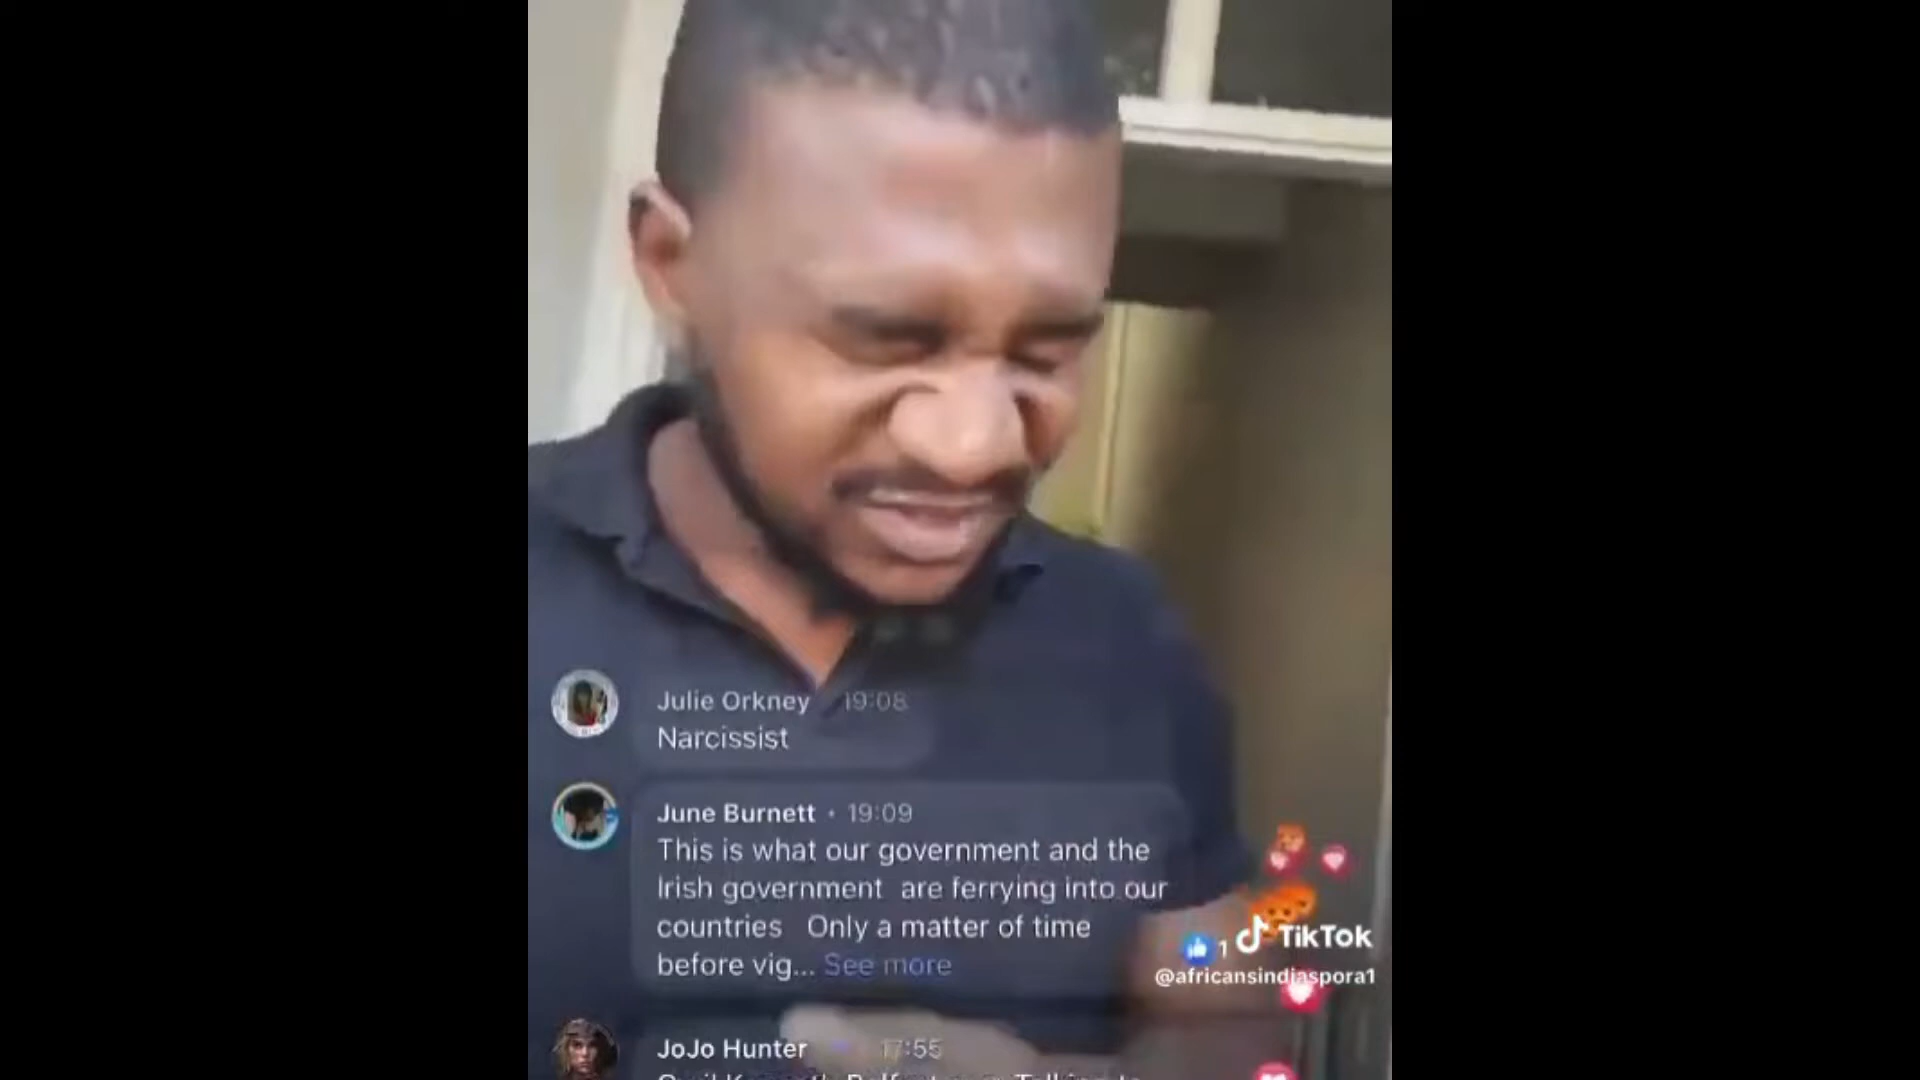 Julie Orkney 19:08
Narcissist
June Burnett • 19:09
This is what our government and the
Irish government are ferrying into our
countries Only a matter of time
before vig... See more
1 TikTok
@africansindiaspora1
JoJo Hunter 17:55